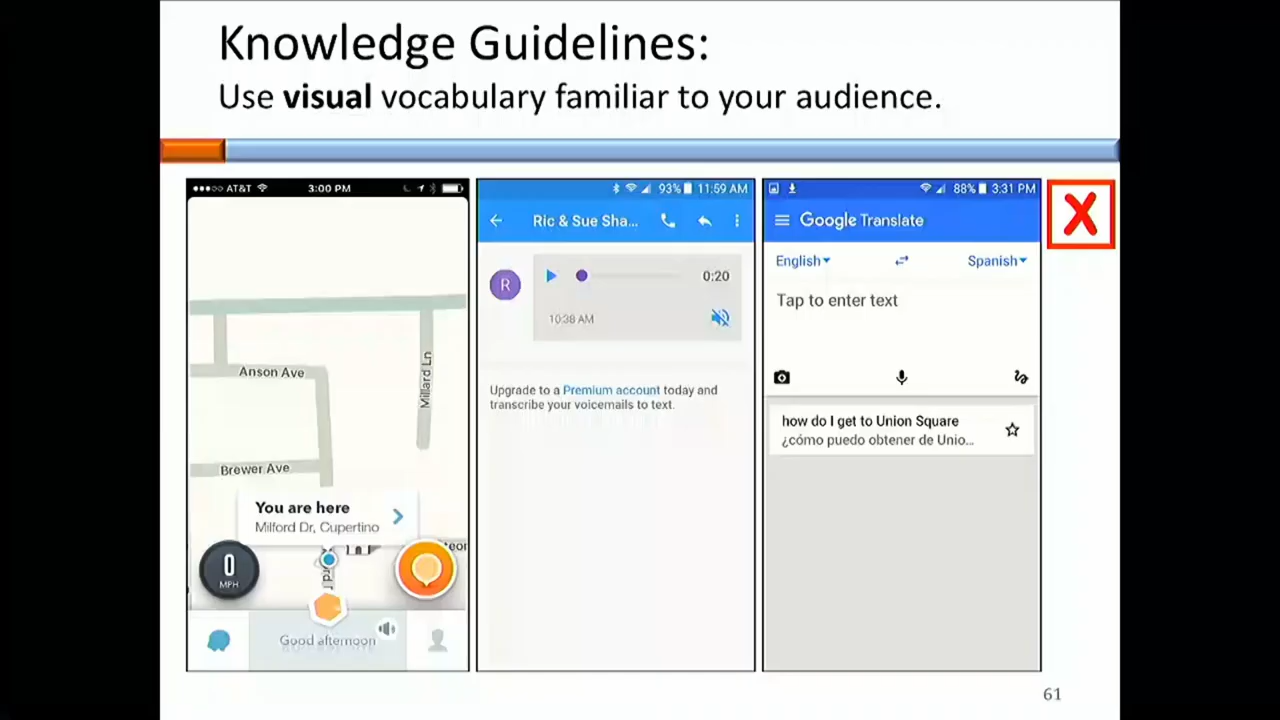 Knowledge Guidelines:
Use visual vocabulary familiar to your audience.
AT&T 3:00 PM
Anson Ave
Millard Ln
Brewer Ave
You are here
Milford Dr, Cupertino
0
MPH
Good afternoon
93% 11:59 AM
Ric & Sue Sha...
R
0:20
10:38 AM
Upgrade to a Premium account today and
transcribe your voicemails to text.
88% 3:31 PM
Google Translate
English Spanish
Tap to enter text
how do I get to Union Square
¿cómo puedo obtener de Unio...
X
61